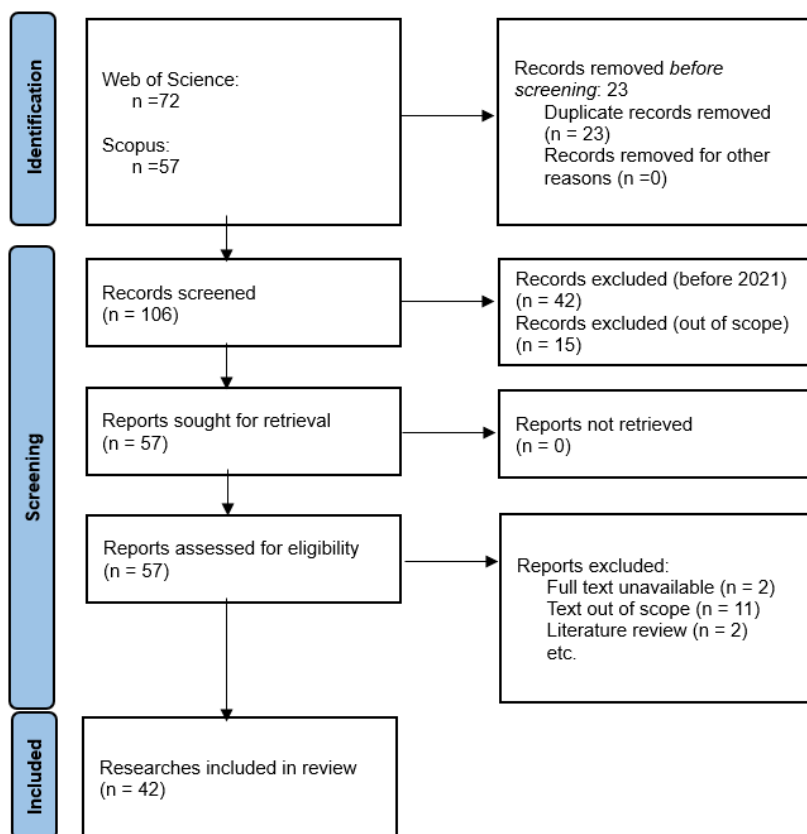 Identification
Web of Science:
n =72
Scopus:
n =57
Records removed before
screening: 23
Duplicate records removed
(n = 23)
Records removed for other
reasons (n =0)
Screening
Records screened
(n = 106)
Records excluded (before 2021)
(n = 42)
Records excluded (out of scope)
(n = 15)
Reports sought for retrieval
(n = 57)
Reports not retrieved
(n = 0)
Reports assessed for eligibility
(n = 57)
Reports excluded:
Full text unavailable (n = 2)
Text out of scope (n = 11)
Literature review (n = 2)
etc.
Included
Researches included in review
(n = 42)